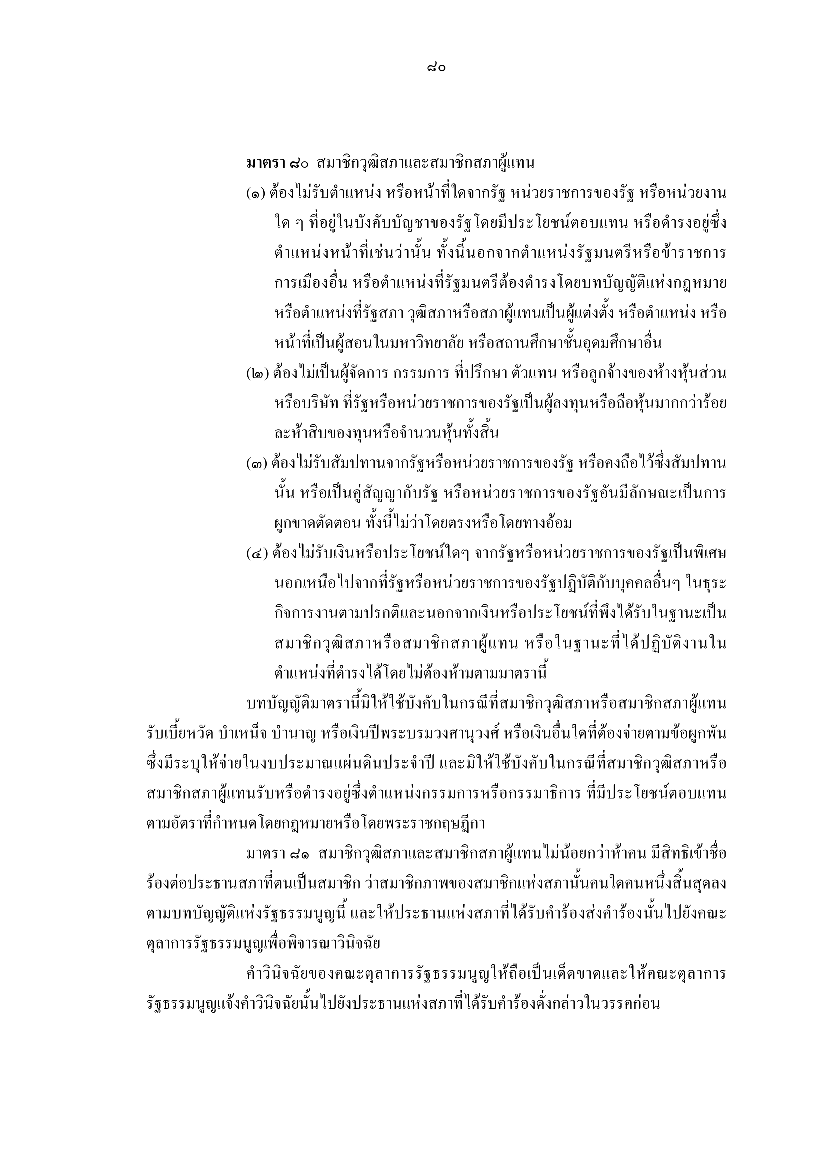 ๘๐
มาตรา ๘๐ สมาชิกวุฒิสภาและสมาชิกสภาผู้แทน
(๑) ต้องไม่รับตำแหน่ง หรือหน้าที่ใดจากรัฐ หน่วยราชการของรัฐ หรือหน่วยงาน
ใด ๆ ที่อยู่ในบังคับบัญชาของรัฐโดยมีประโยชน์ตอบแทน หรือดำรงอยู่ซึ่ง
ตำแหน่งหน้าที่เช่นว่านั้น ทั้งนี้นอกจากตำแหน่งรัฐมนตรีหรือข้าราชการ
การเมืองอื่น หรือตำแหน่งที่รัฐมนตรีต้องดำรงโดยบทบัญญัติแห่งกฎหมาย
หรือตำแหน่งที่รัฐสภา วุฒิสภาหรือสภาผู้แทนเป็นผู้แต่งตั้ง หรือตำแหน่ง หรือ
หน้าที่เป็นผู้สอนในมหาวิทยาลัย หรือสถานศึกษาชั้นอุดมศึกษาอื่น
(๒) ต้องไม่เป็นผู้จัดการ กรรมการ ที่ปรึกษา ตัวแทน หรือลูกจ้างของห้างหุ้นส่วน
หรือบริษัท ที่รัฐหรือหน่วยราชการของรัฐเป็นผู้ลงทุนหรือถือหุ้นมากกว่าร้อย
ละห้าสิบของทุนหรือจำนวนหุ้นทั้งสิ้น
(๓) ต้องไม่รับสัมปทานจากรัฐหรือหน่วยราชการของรัฐ หรือคงถือไว้ซึ่งสัมปทาน
นั้น หรือเป็นคู่สัญญากับรัฐ หรือหน่วยราชการของรัฐอันมีลักษณะเป็นการ
ผูกขาดตัดตอน ทั้งนี้ไม่ว่าโดยตรงหรือโดยทางอ้อม
(๔) ต้องไม่รับเงินหรือประโยชน์ใดๆ จากรัฐหรือหน่วยราชการของรัฐเป็นพิเศษ
นอกเหนือไปจากที่รัฐหรือหน่วยราชการของรัฐปฏิบัติกับบุคคลอื่นๆ ในธุระ
กิจการงานตามปรกติและนอกจากเงินหรือประโยชน์ที่พึงได้รับในฐานะเป็น
สมาชิกวุฒิสภาหรือสมาชิกสภาผู้แทน หรือในฐานะที่ได้ปฏิบัติงานใน
ตำแหน่งที่ดำรงได้โดยไม่ต้องห้ามตามมาตรานี้
บทบัญญัติมาตรานี้มิให้ใช้บังคับในกรณีที่สมาชิกวุฒิสภาหรือสมาชิกสภาผู้แทน
รับเบี้ยหวัด บำเหน็จ บำนาญ หรือเงินปีพระบรมวงศานุวงศ์ หรือเงินอื่นใดที่ต้องจ่ายตามข้อผูกพัน
ซึ่งมีระบุให้จ่ายในงบประมาณแผ่นดินประจำปี และมิให้ใช้บังคับในกรณีที่สมาชิกวุฒิสภาหรือ
สมาชิกสภาผู้แทนรับหรือดำรงอยู่ซึ่งตำแหน่งกรรมการหรือกรรมาธิการ ที่มีประโยชน์ตอบแทน
ตามอัตราที่กำหนดโดยกฎหมายหรือโดยพระราชกฤษฎีกา
มาตรา ๘๑ สมาชิกวุฒิสภาและสมาชิกสภาผู้แทนไม่น้อยกว่าห้าคน มีสิทธิเข้าชื่อ
ร้องต่อประธานสภาที่ตนเป็นสมาชิก ว่าสมาชิกภาพของสมาชิกแห่งสภานั้นคนใดคนหนึ่งสิ้นสุดลง
ตามบทบัญญัติแห่งรัฐธรรมนูญนี้ และให้ประธานแห่งสภาที่ได้รับคำร้องส่งคำร้องนั้นไปยังคณะ
ตุลาการรัฐธรรมนูญเพื่อพิจารณาวินิจฉัย
คำวินิจฉัยของคณะตุลาการรัฐธรรมนูญให้ถือเป็นเด็ดขาดและให้คณะตุลาการ
รัฐธรรมนูญแจ้งคำวินิจฉัยนั้นไปยังประธานแห่งสภาที่ได้รับคำร้องดั่งกล่าวในวรรคก่อน